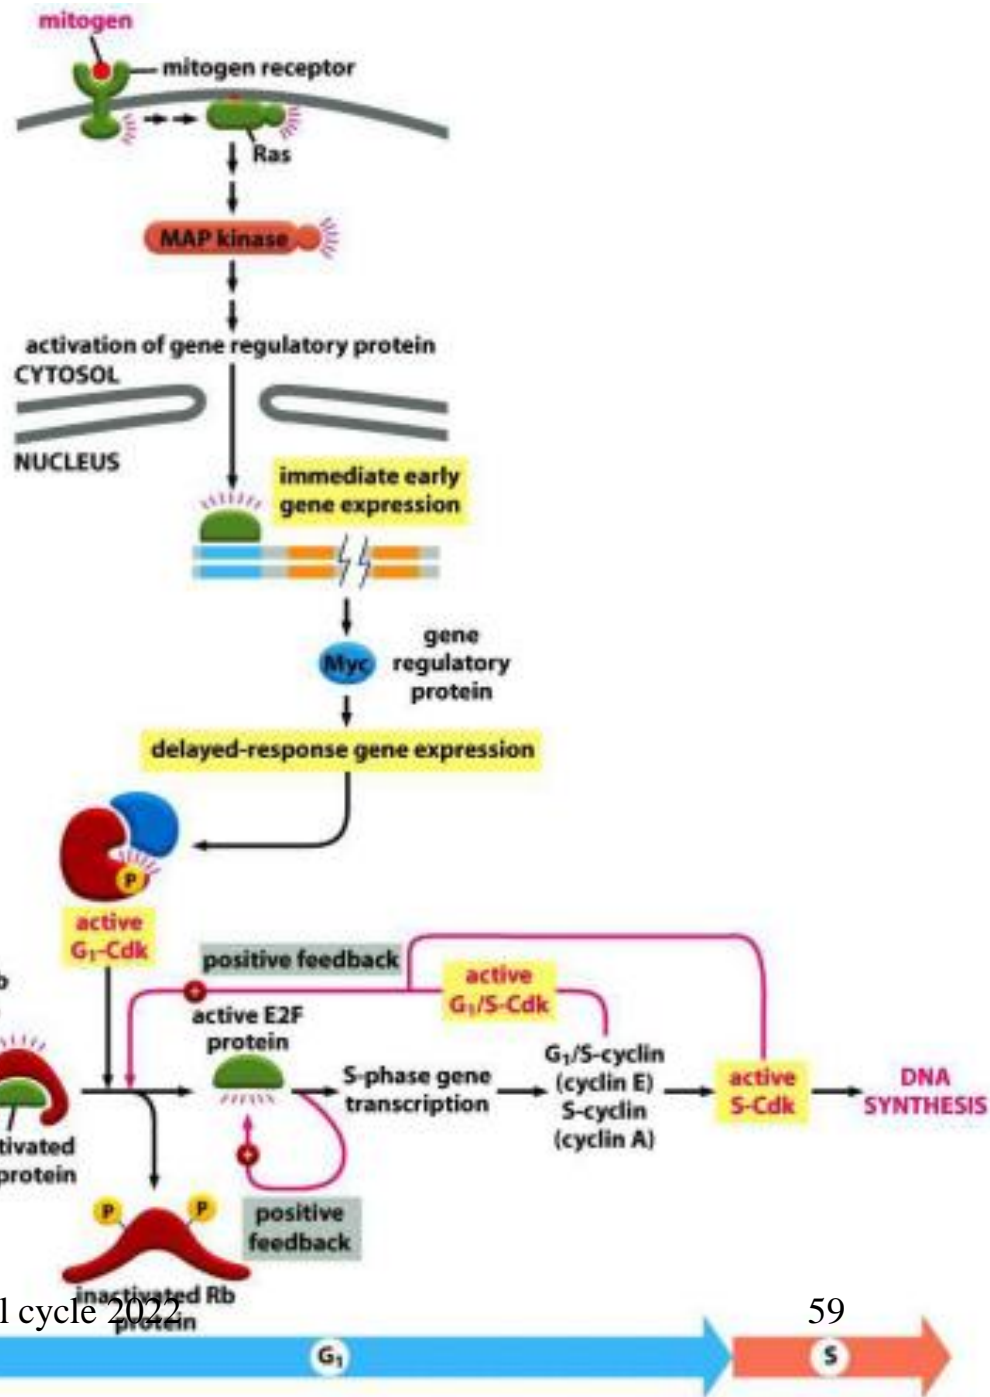 mitogen
mitogen receptor
Ras
MAP kinase
activation of gene regulatory protein
CYTOSOL
NUCLEUS
immediate early
gene expression
Myc
gene
regulatory
protein
delayed-response gene expression
P
active
G₁-Cdk
positive feedback
active
G₁/S-Cdk
b
+
active E2F
protein
S-phase gene
transcription
G₁/S-cyclin
(cyclin E)
S-cyclin
(cyclin A)
active
S-Cdk
DNA
SYNTHESIS
tivated
protein
+
positive
feedback
P
P
inactivated Rb
protein
l cycle 2022
59
G₁
S